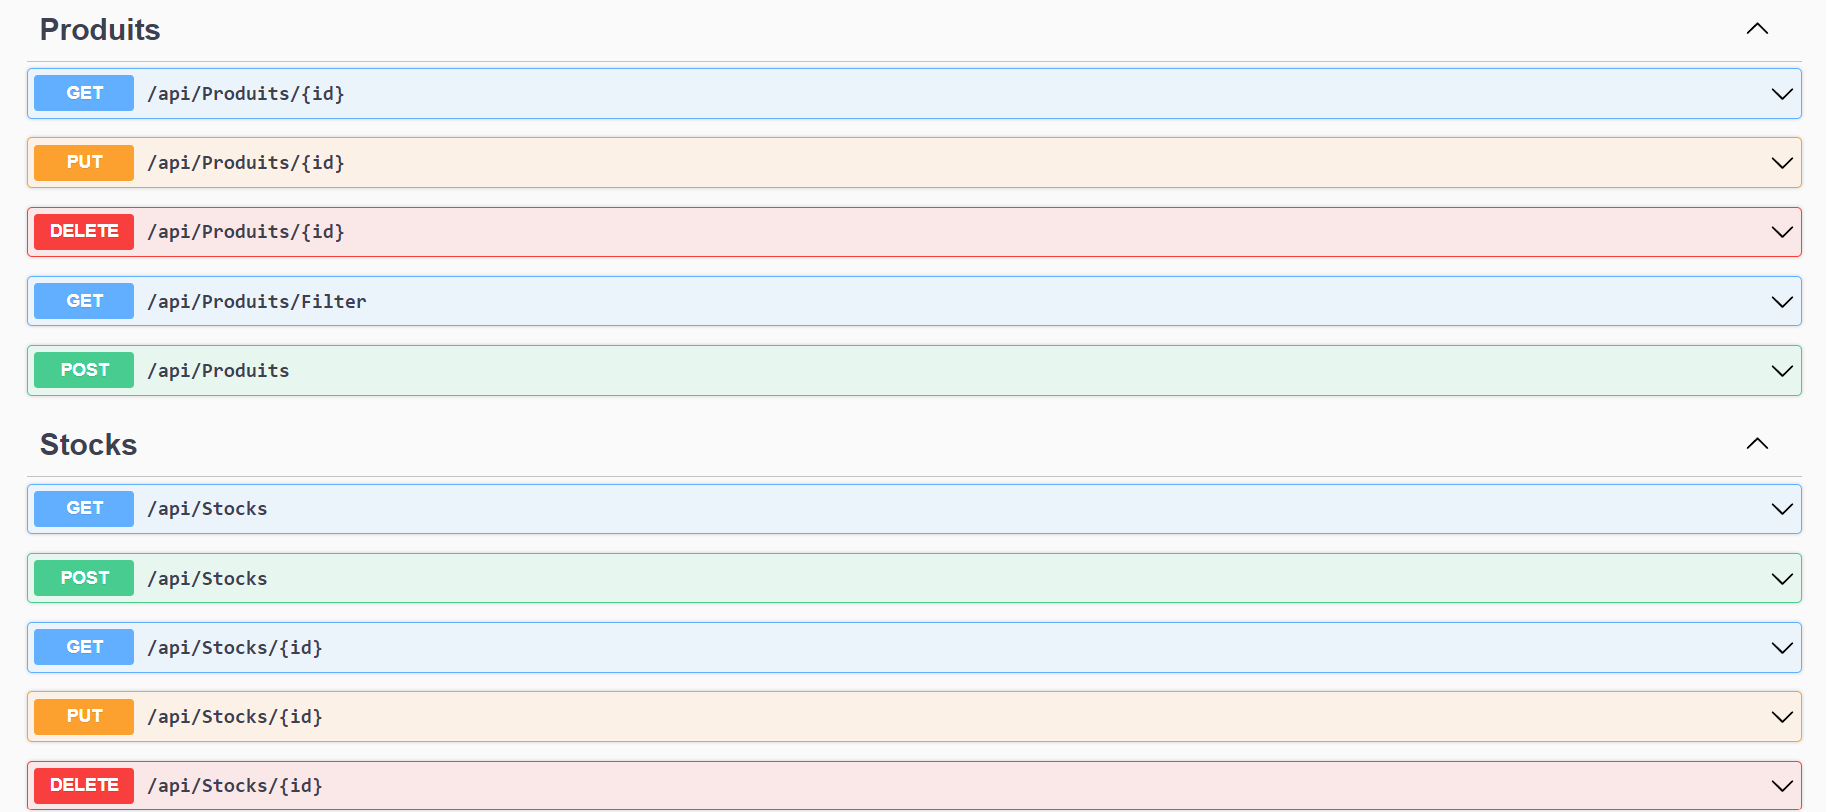 Produits
GET /api/Produits/{id}
PUT /api/Produits/{id}
DELETE /api/Produits/{id}
GET /api/Produits/Filter
POST /api/Produits
Stocks
GET /api/Stocks
POST /api/Stocks
GET /api/Stocks/{id}
PUT /api/Stocks/{id}
DELETE /api/Stocks/{id}